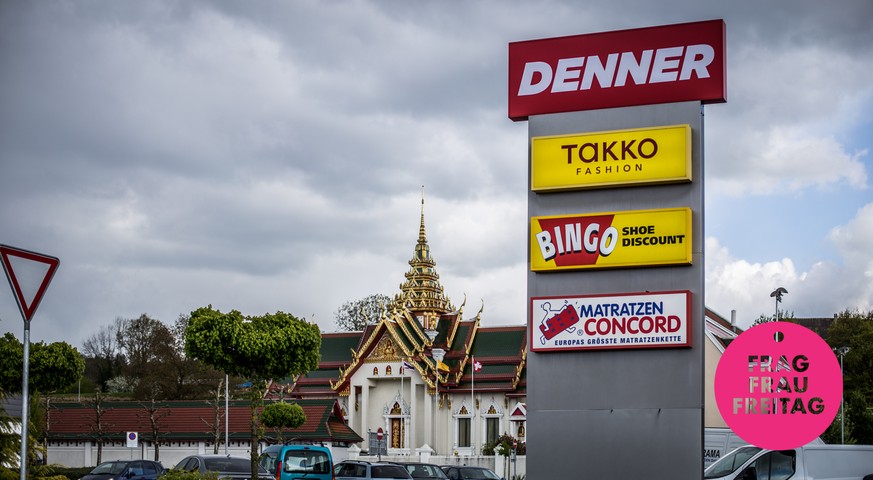 DENNER
TAKKO
FASHION
BINGO SHOE
DISCOUNT
MATRATZEN
CONCORD
EUROPAS GRÖSSTE MATRATZENKETTE
FRAG
FRAU
FREITAG